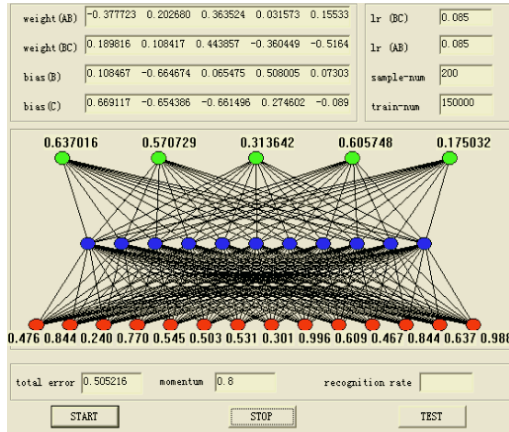 weight(AB) -0.377723 0.202680 0.363524 0.031573 0.15533
lr (BC) 0.085
weight(BC) 0.189816 0.108417 0.443857 -0.360449 -0.5164
lr (AB) 0.085
bias(B) 0.108467 -0.664674 0.065475 0.508005 0.07303
sample-num 200
bias(C) 0.669117 -0.654386 -0.661496 0.274602 -0.089
train-num 150000
0.637016 0.570729 0.313642 0.605748 0.175032
0.476 0.844 0.240 0.770 0.545 0.503 0.531 0.301 0.996 0.609 0.467 0.844 0.637 0.988
total error 0.505216 momentum 0.8 recognition rate
START STOP TEST